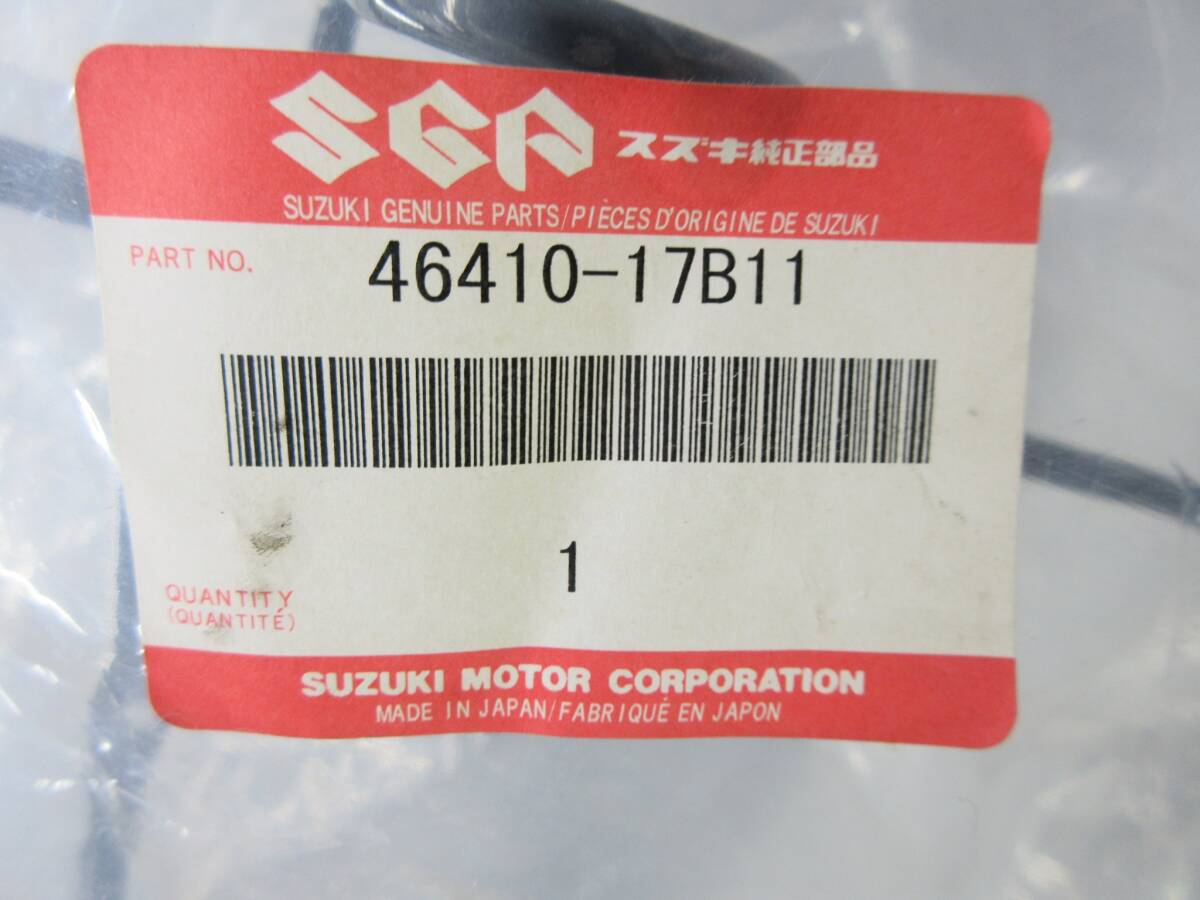 SGP スズキ純正部品
SUZUKI GENUINE PARTS/PIÈCES D'ORIGINE DE SUZUKI
PART NO. 46410-17B11
1
QUANTITY
(QUANTITÉ)
SUZUKI MOTOR CORPORATION
MADE IN JAPAN/FABRIQUÉ EN JAPON